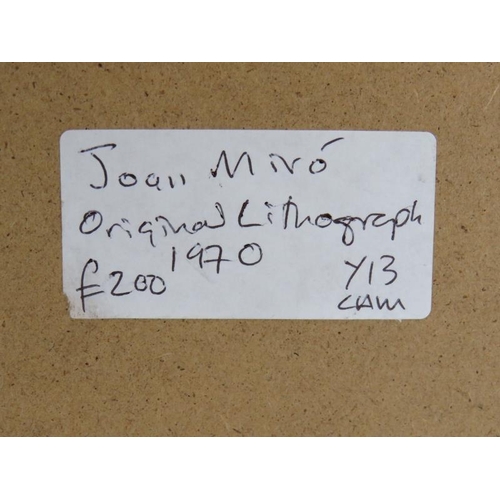 Joan Miró
Original Lithograph
1970
£200
Y13
CAM